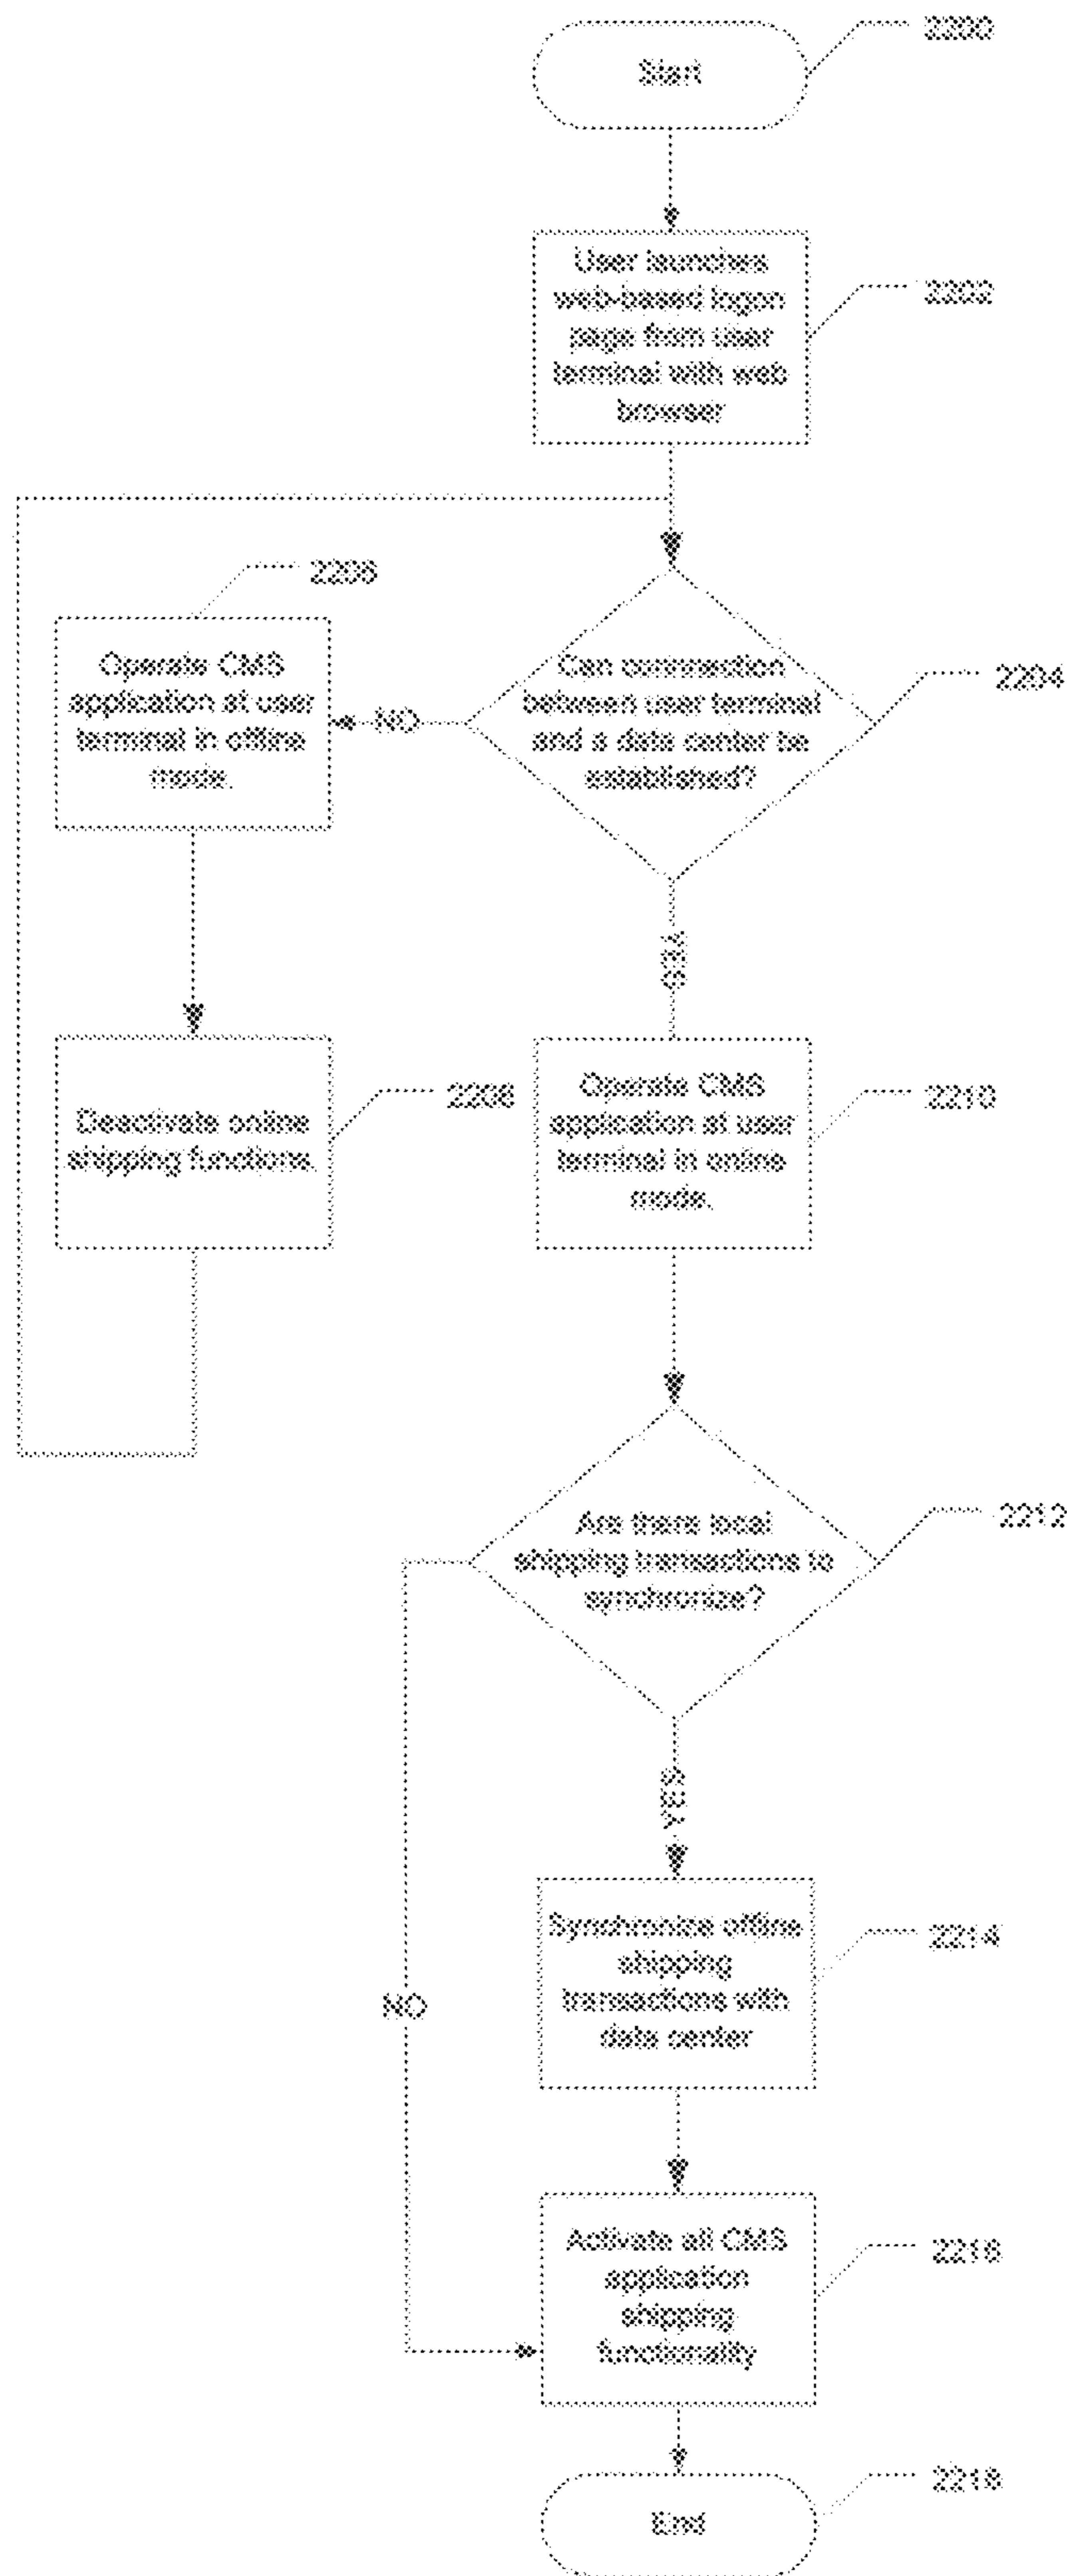 Start
2200
User launches
web-based logon
page from user
terminal with web
browser
2202
2206
Operate CMS
application at user
terminal in offline
mode.
NO
Can connection
between user terminal
and a data center be
established?
2204
YES
Deactivate online
shipping functions.
Operate CMS
application at user
terminal in online
mode.
2210
Are there local
shipping transactions to
synchronize?
2212
YES
NO
Synchronize offline
shipping
transactions with
data center
2214
Activate all CMS
application
shipping
functionality
2216
End
2218